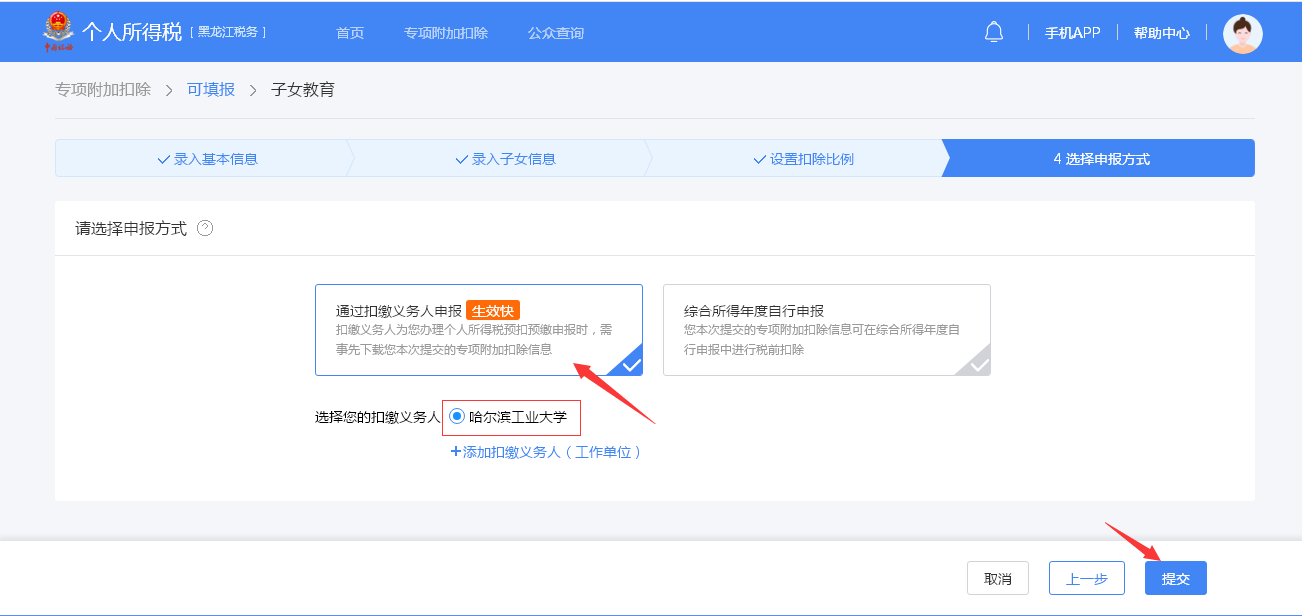 个人所得税 [ 黑龙江税务 ] 首页 专项附加扣除 公众查询 手机APP 帮助中心
专项附加扣除 > 可填报 > 子女教育
录入基本信息 录入子女信息 设置扣除比例 4 选择申报方式
请选择申报方式 ?
通过扣缴义务人申报 生效快
扣缴义务人为您办理个人所得税预扣预缴申报时，需
事先下载您本次提交的专项附加扣除信息
综合所得年度自行申报
您本次提交的专项附加扣除信息可在综合所得年度自
行申报中进行税前扣除
选择您的扣缴义务人 哈尔滨工业大学
+添加扣缴义务人（工作单位）
取消 上一步 提交